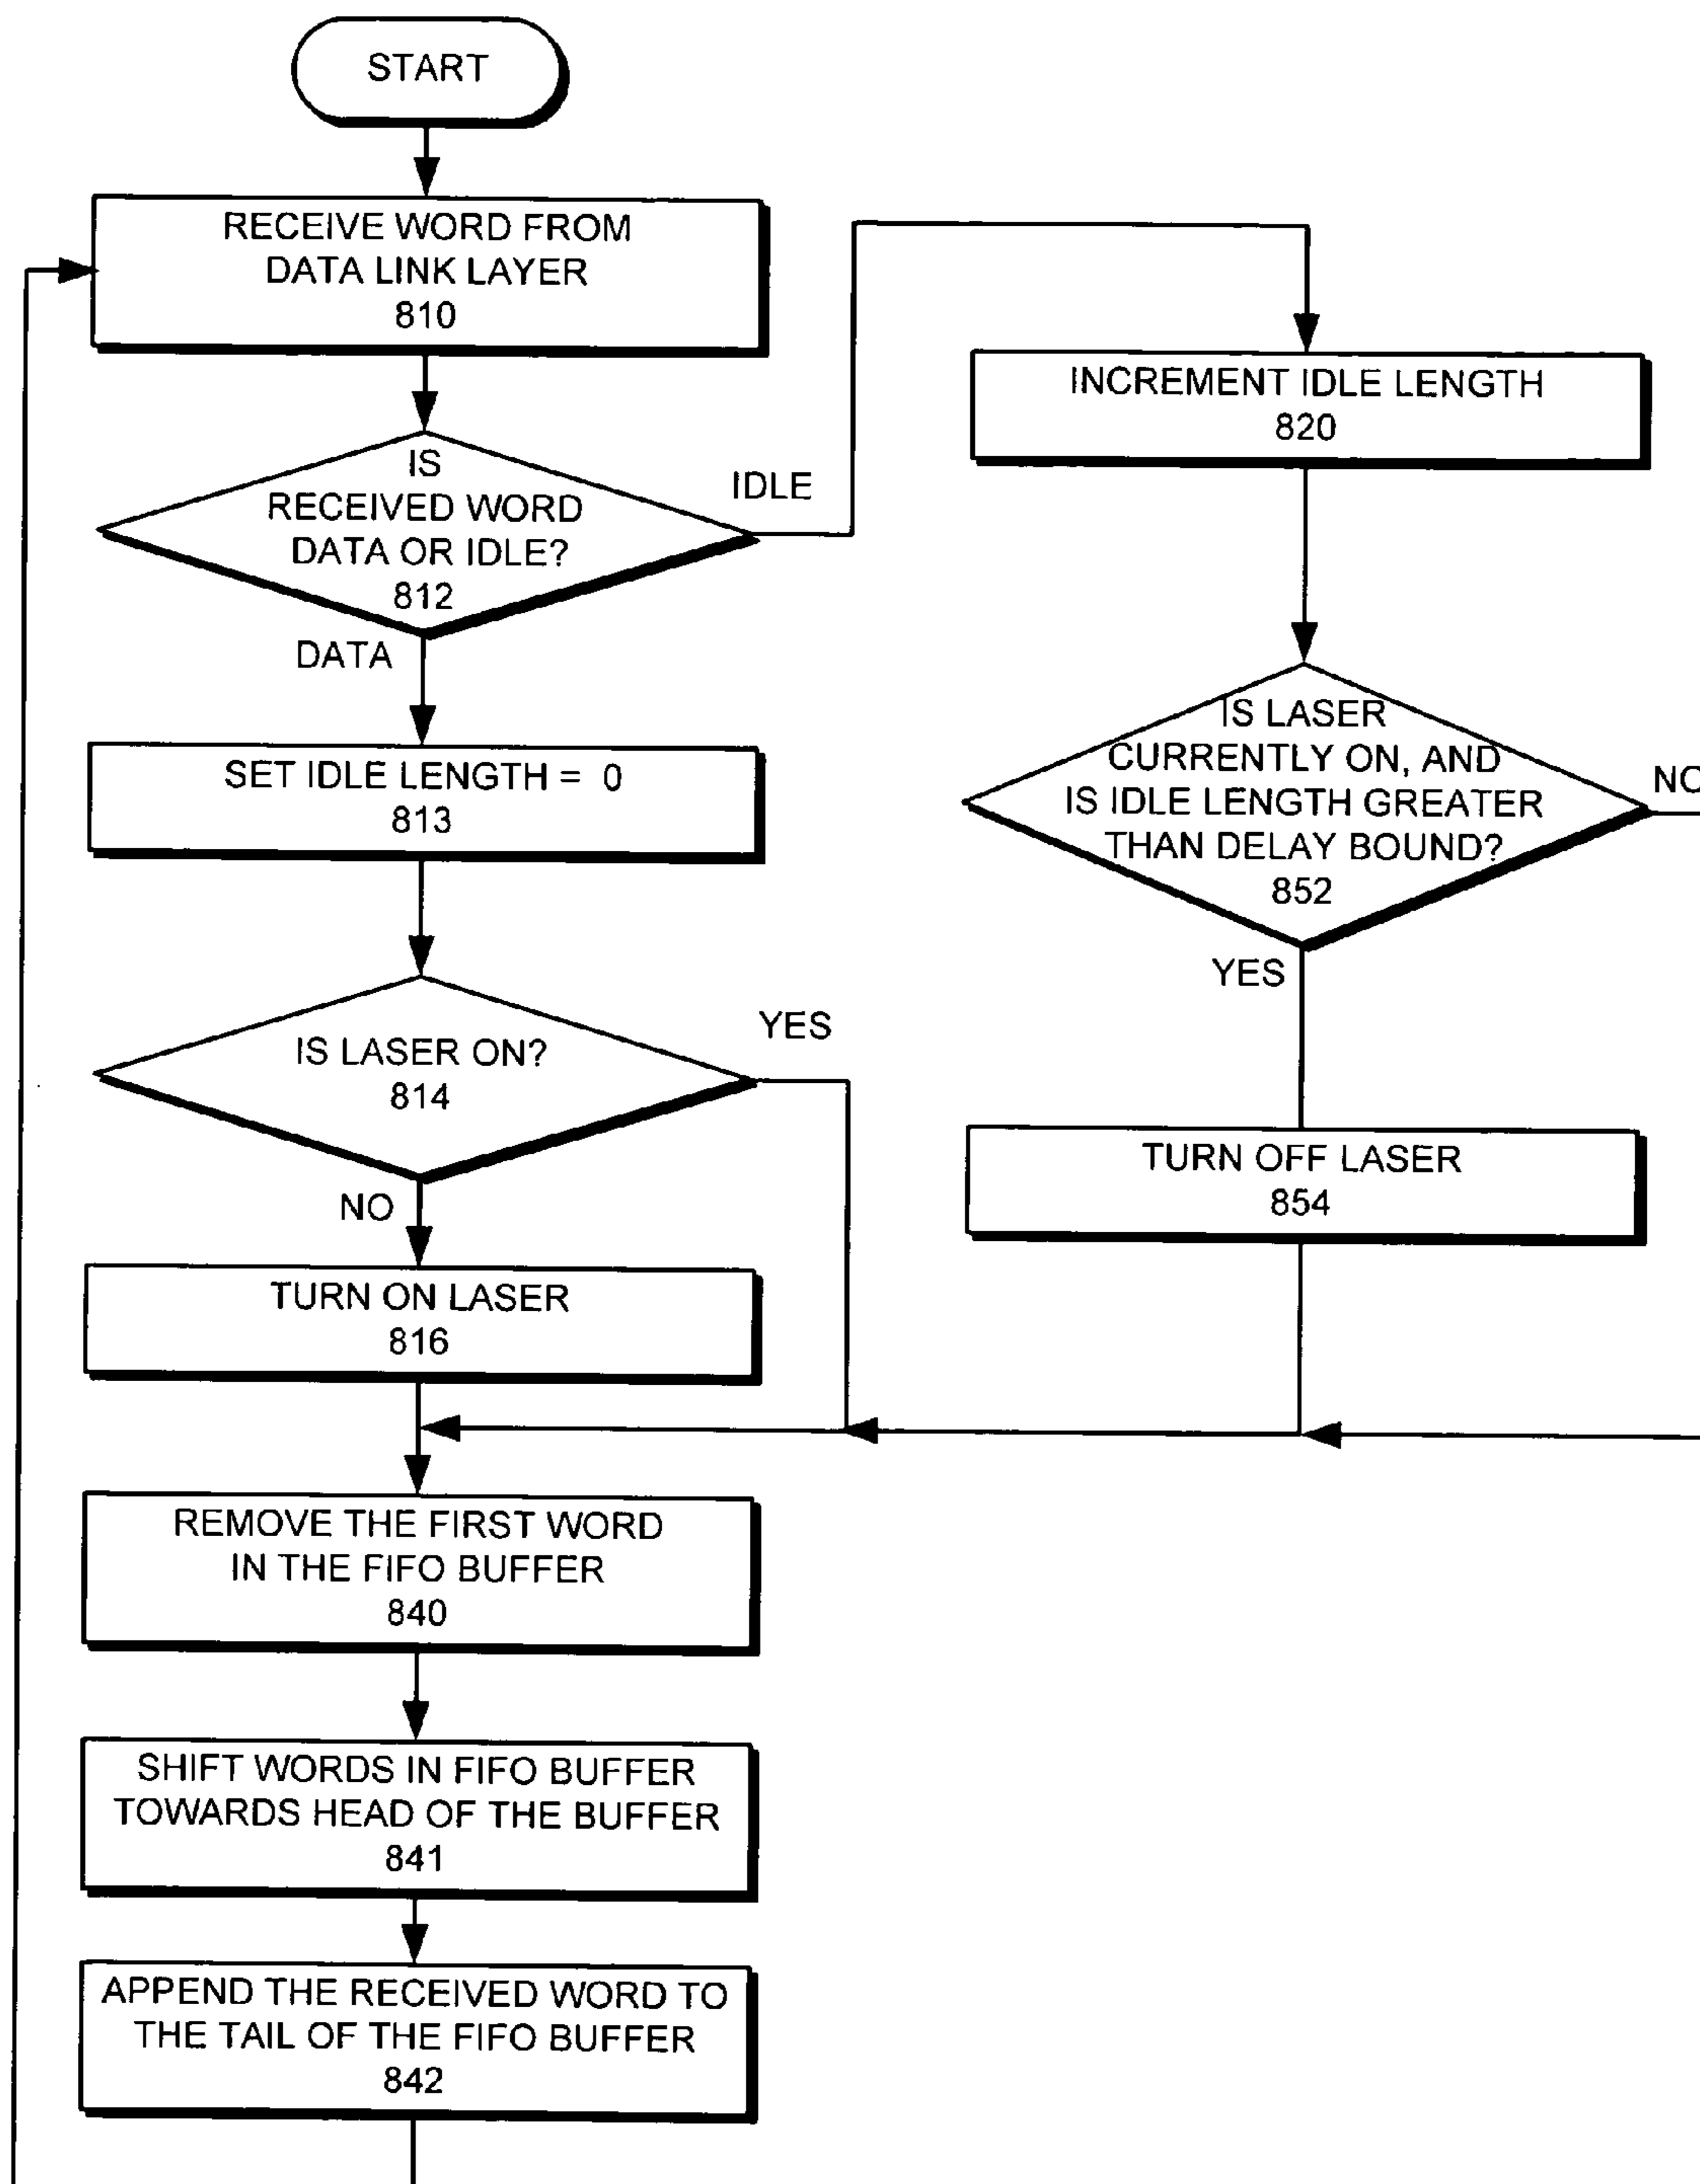 START
RECEIVE WORD FROM
DATA LINK LAYER
810
IS
RECEIVED WORD
DATA OR IDLE?
812
IDLE
DATA
SET IDLE LENGTH = 0
813
IS LASER ON?
814
YES
NO
TURN ON LASER
816
INCREMENT IDLE LENGTH
820
IS LASER
CURRENTLY ON, AND
IS IDLE LENGTH GREATER
THAN DELAY BOUND?
852
NO
YES
TURN OFF LASER
854
REMOVE THE FIRST WORD
IN THE FIFO BUFFER
840
SHIFT WORDS IN FIFO BUFFER
TOWARDS HEAD OF THE BUFFER
841
APPEND THE RECEIVED WORD TO
THE TAIL OF THE FIFO BUFFER
842